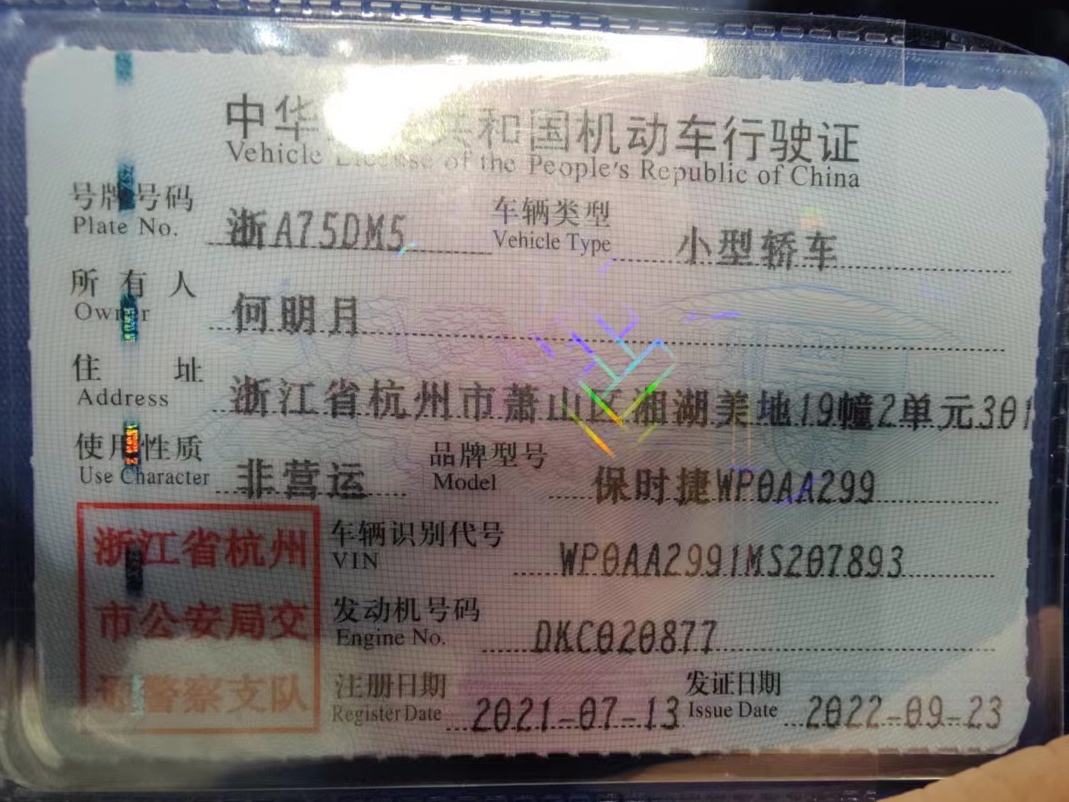 中华人民共和国机动车行驶证
Vehicle License of the People's Republic of China
号牌号码 浙A75DM5 车辆类型 小型轿车
Plate No. Vehicle Type
所有人 何明月
Owner
住址 浙江省杭州市萧山区湘湖美地19幢2单元301
Address
使用性质 非营运 品牌型号 保时捷WP0AA299
Use Character Model
浙江省杭州
市公安局交
通警察支队
车辆识别代号 WP0AA2991MS207893
VIN
发动机号码 DKC020877
Engine No.
注册日期 2021-07-13 发证日期 2022-09-23
Register Date Issue Date